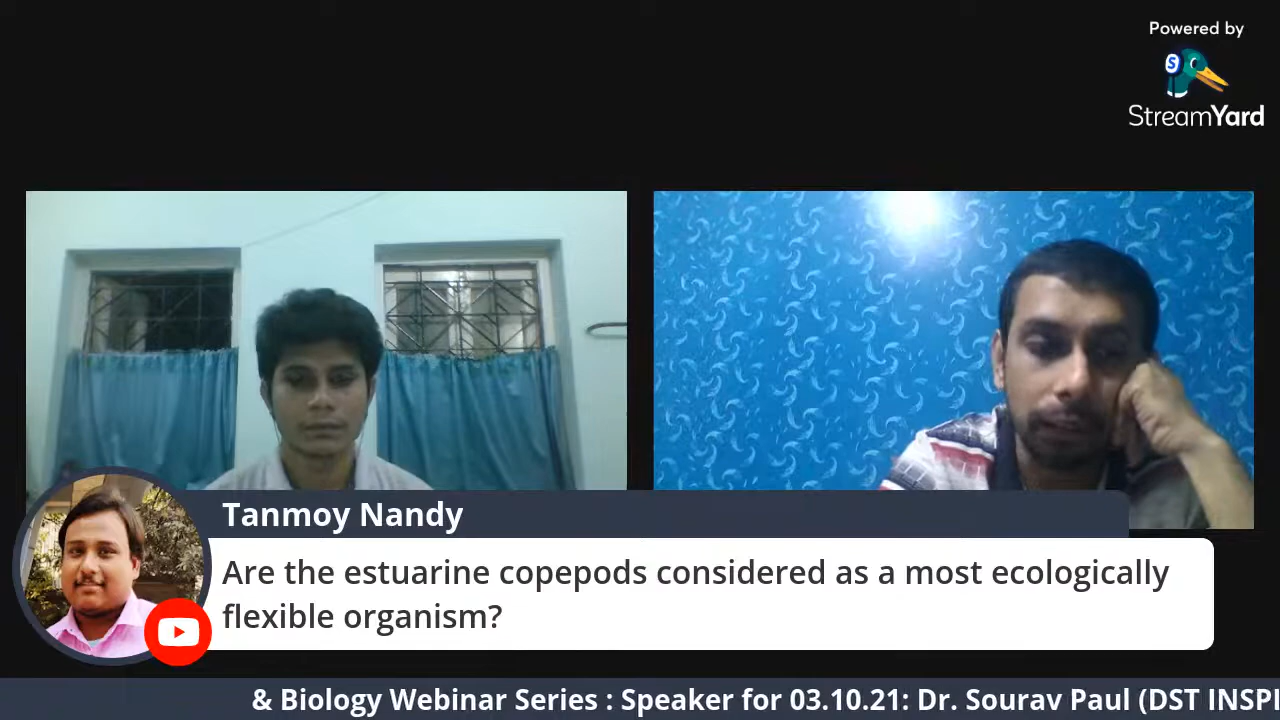 Powered by
S
StreamYard
Tanmoy Nandy
Are the estuarine copepods considered as a most ecologically
flexible organism?
& Biology Webinar Series : Speaker for 03.10.21: Dr. Sourav Paul (DST INSPI